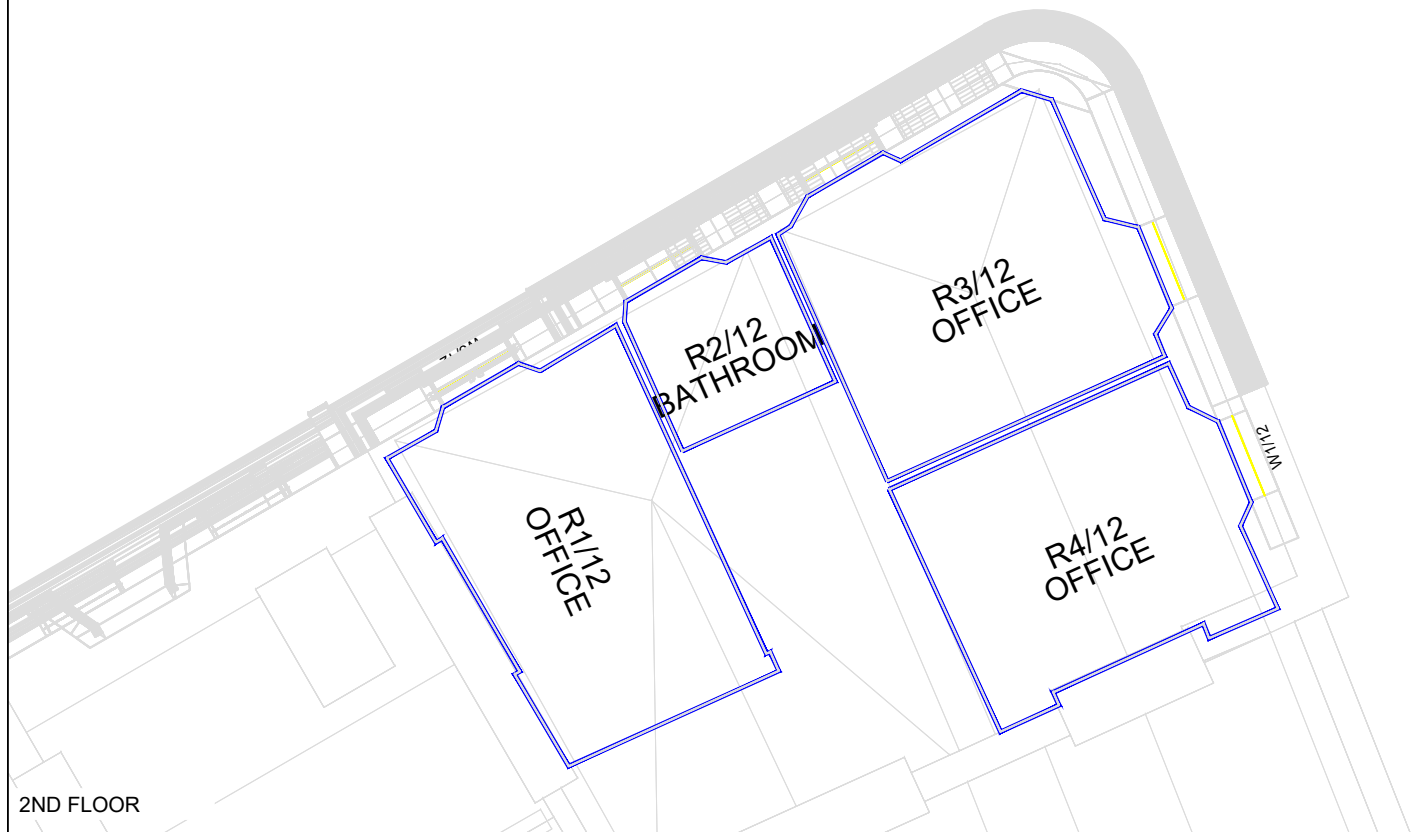 R3/12
OFFICE
R2/12
BATHROOM
W1/12
R1/12
OFFICE
R4/12
OFFICE
2ND FLOOR